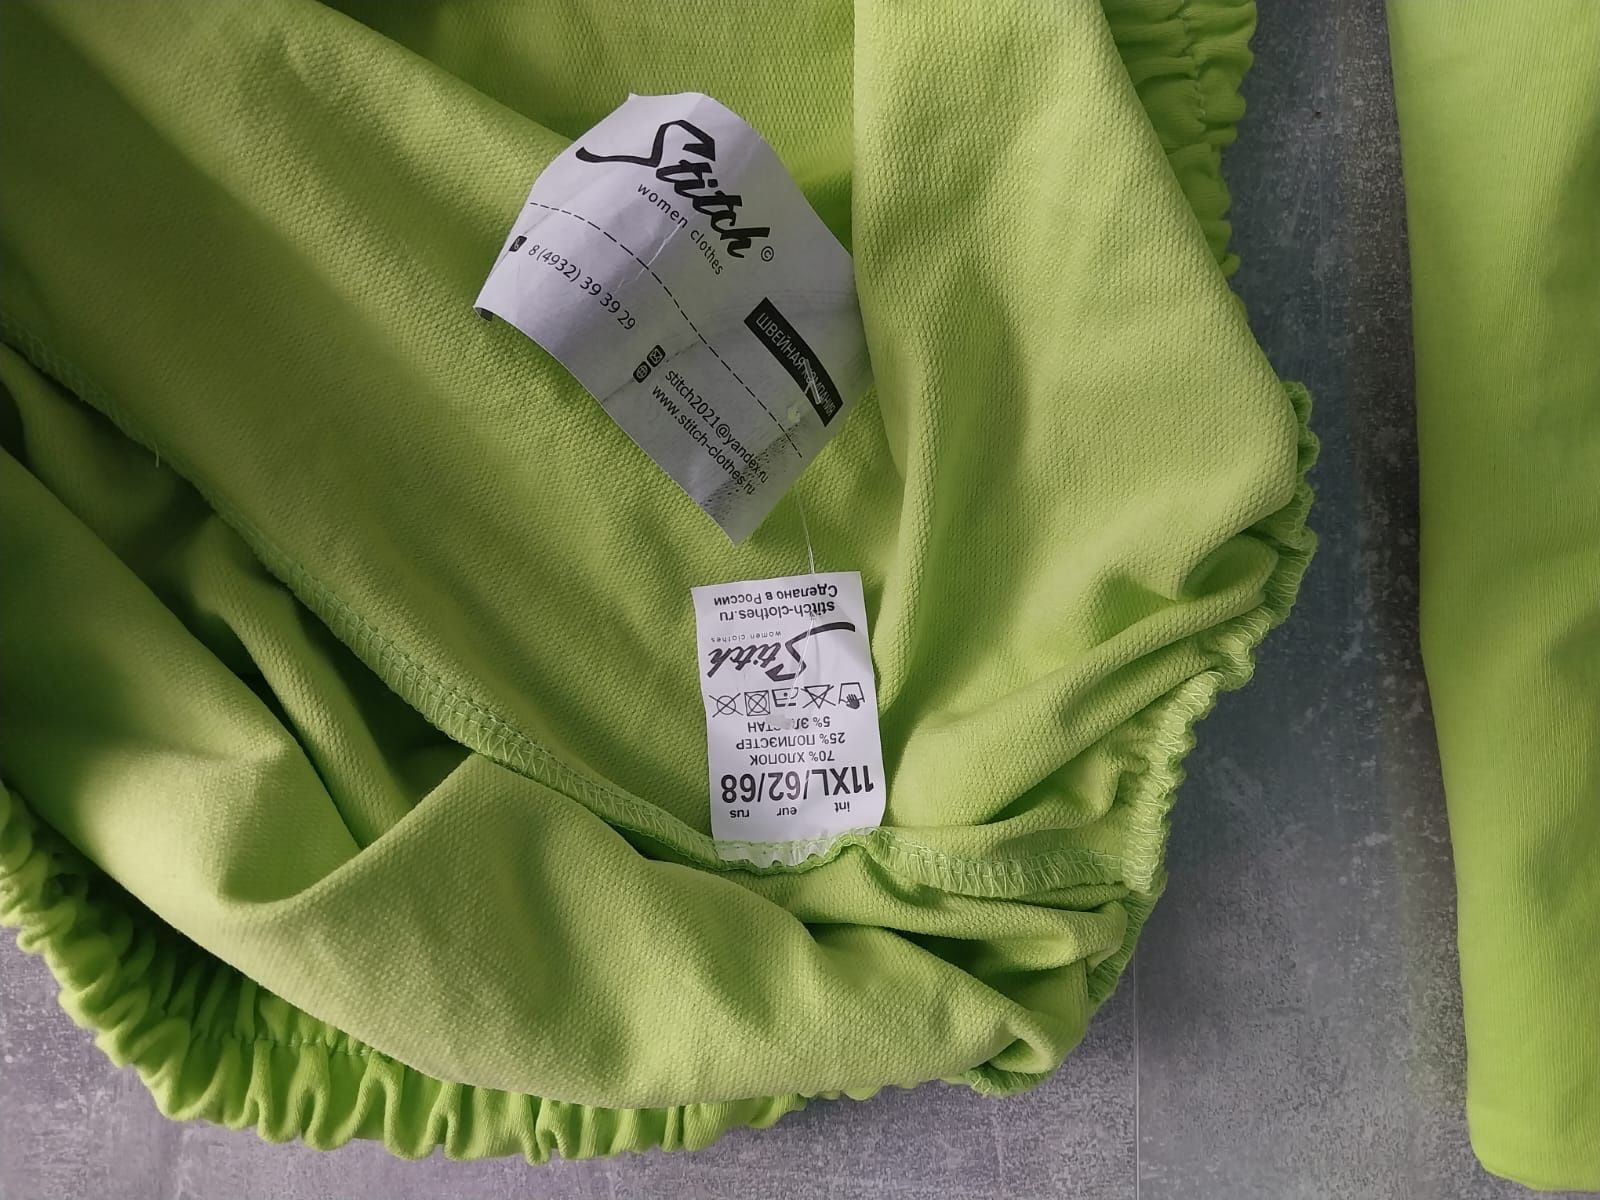 Stitch©
women clothes
ШВЕЙНАЯ КОМПАНИЯ
8 (4932) 39 39 29
stitch2021@yandex.ru
www.stitch-clothes.ru
int eur rus
11XL/62/68
70% ХЛОПОК
25% ПОЛИЭСТЕР
5% ЭЛАСТАН
Stitch
women clothes
stitch-clothes.ru
Сделано в России